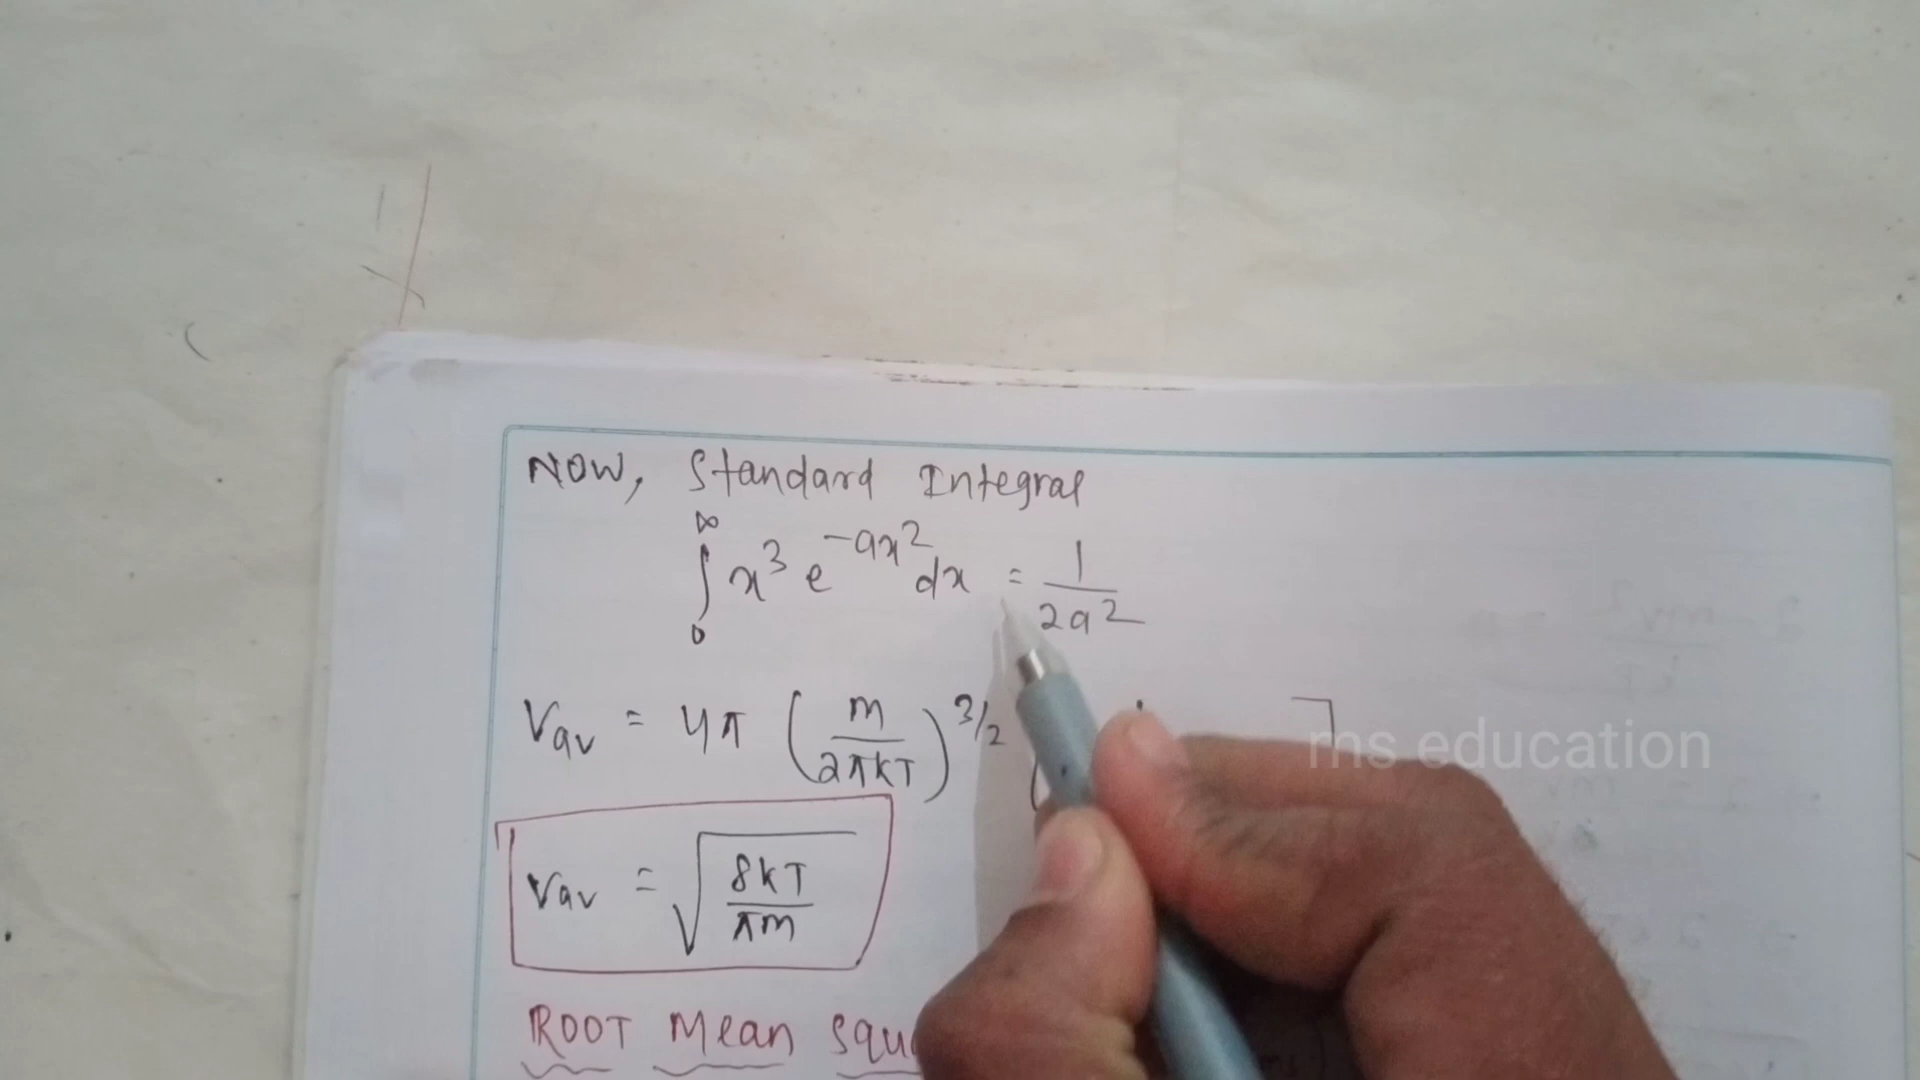 NOW, Standard Integral
∫₀^∞ x³ e^(-ax²) dx = 1/(2a²)
Vav = 4π (m/(2πkT))^(3/2)
ms education
Vav = √(8kT/(πm))
ROOT Mean